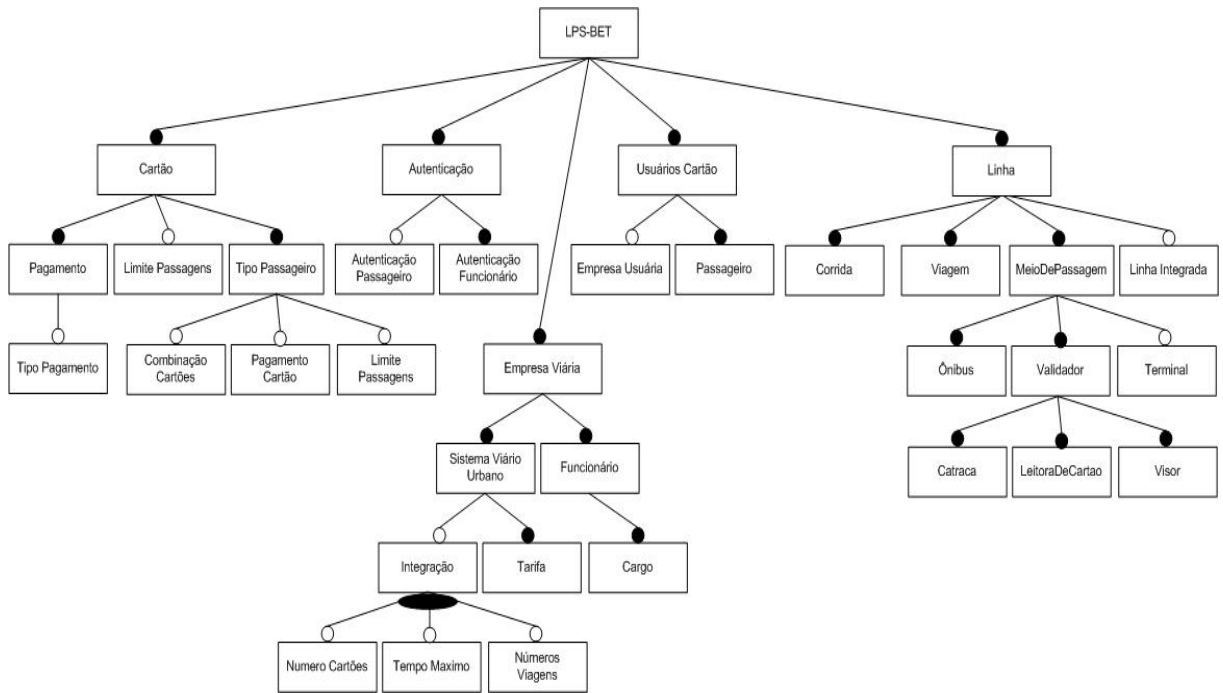 LPS-BET
Cartão
Autenticação
Usuários Cartão
Linha
Pagamento
Limite Passagens
Tipo Passageiro
Autenticação
Passageiro
Autenticação
Funcionário
Empresa Usuária
Passageiro
Corrida
Viagem
MeioDePassagem
Linha Integrada
Tipo Pagamento
Combinação
Cartões
Pagamento
Cartão
Limite
Passagens
Empresa Viária
Ônibus
Validador
Terminal
Sistema Viário
Urbano
Funcionário
Catraca
LeitoraDeCartao
Visor
Integração
Tarifa
Cargo
Numero Cartões
Tempo Maximo
Números
Viagens